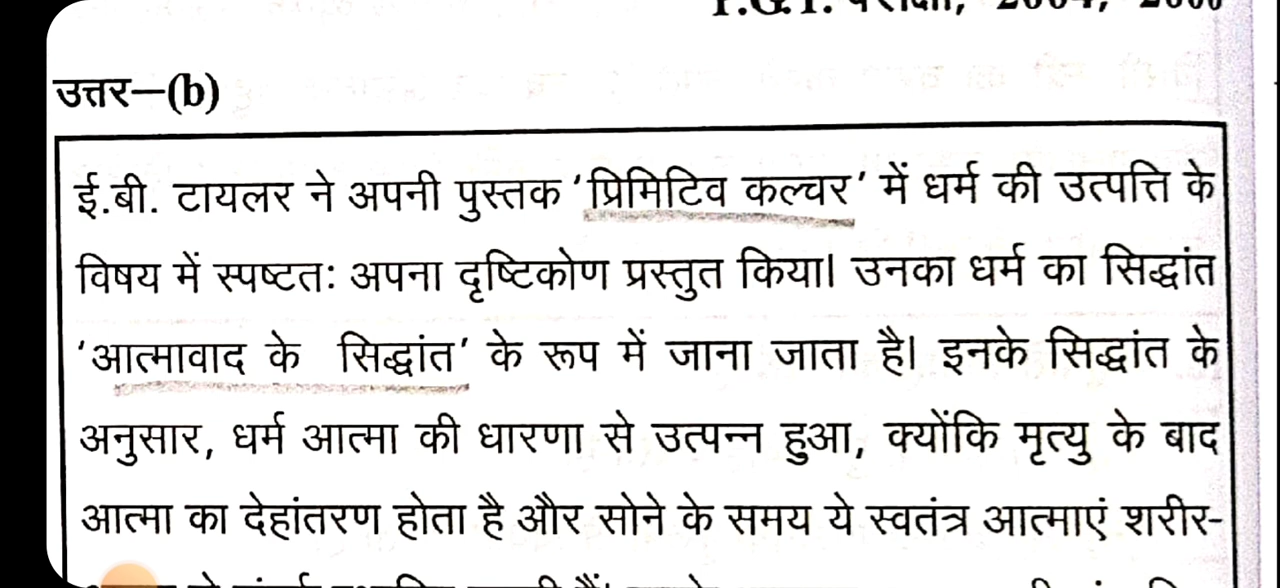 उत्तर—(b)
ई.बी. टायलर ने अपनी पुस्तक 'प्रिमिटिव कल्चर' में धर्म की उत्पत्ति के
विषय में स्पष्टतः अपना दृष्टिकोण प्रस्तुत किया। उनका धर्म का सिद्धांत
'आत्मावाद के सिद्धांत' के रूप में जाना जाता है। इनके सिद्धांत के
अनुसार, धर्म आत्मा की धारणा से उत्पन्न हुआ, क्योंकि मृत्यु के बाद
आत्मा का देहांतरण होता है और सोने के समय ये स्वतंत्र आत्माएं शरीर-